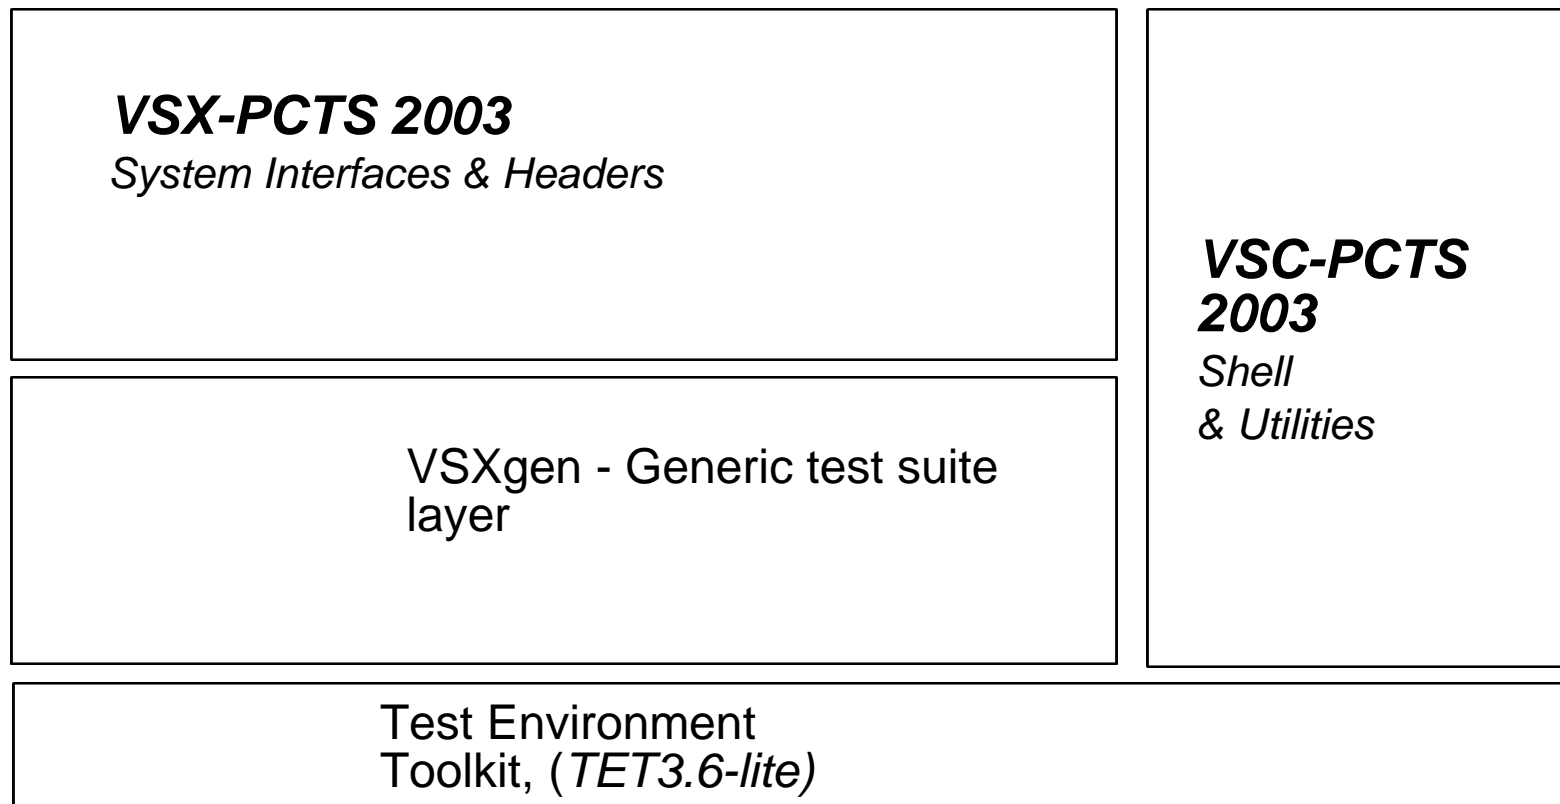 VSX-PCTS 2003
System Interfaces & Headers
VSC-PCTS
2003
Shell
& Utilities
VSXgen - Generic test suite
layer
Test Environment
Toolkit, (TET3.6-lite)